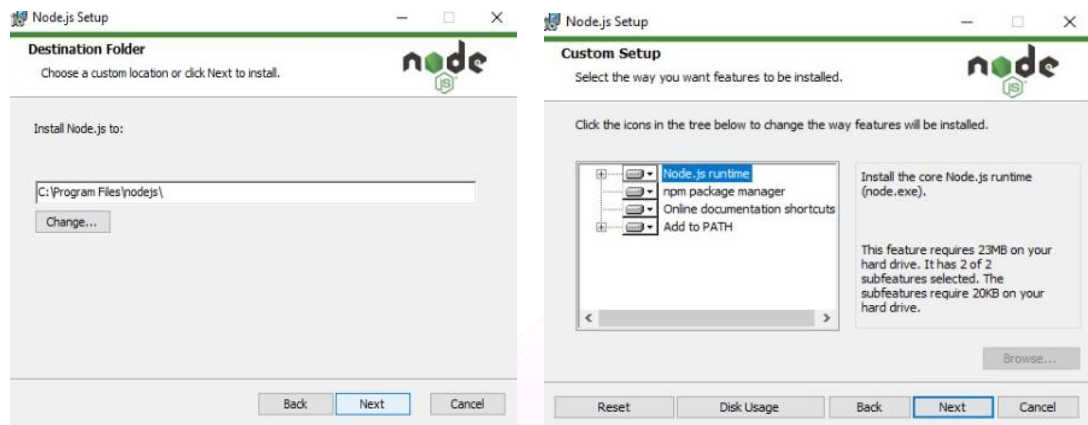 Node.js Setup
Destination Folder
Choose a custom location or click Next to install.
node
JS
Install Node.js to:
C:\Program Files\nodejs\
Change...
Back Next Cancel
Node.js Setup
Custom Setup
Select the way you want features to be installed.
node
JS
Click the icons in the tree below to change the way features will be installed.
Node.js runtime
npm package manager
Online documentation shortcuts
Add to PATH
Install the core Node.js runtime
(node.exe).
This feature requires 23MB on your
hard drive. It has 2 of 2
subfeatures selected. The
subfeatures require 20KB on your
hard drive.
Browse...
Reset Disk Usage Back Next Cancel